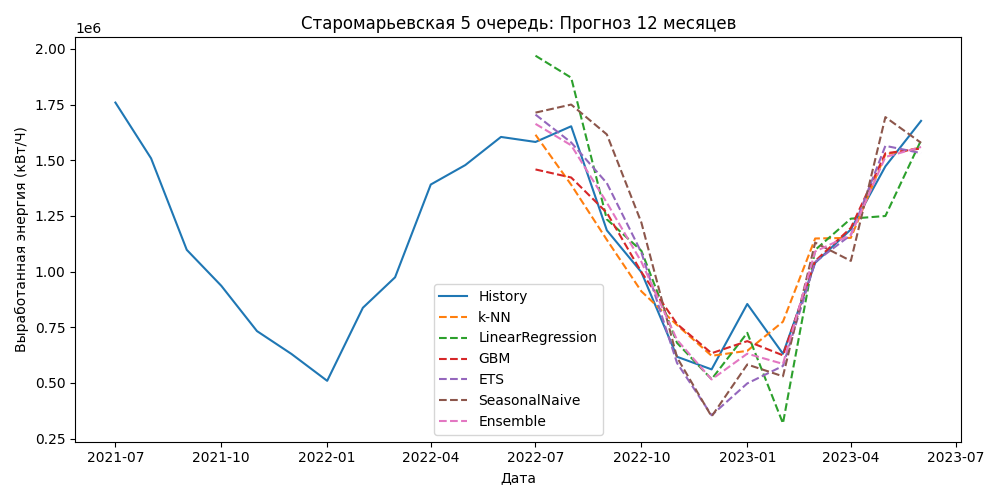 Старомарьевская 5 очередь: Прогноз 12 месяцев
1e6
Выработанная энергия (кВт/Ч)
2.00
1.75
1.50
1.25
1.00
0.75
0.50
0.25
History
k-NN
LinearRegression
GBM
ETS
SeasonalNaive
Ensemble
2021-07 2021-10 2022-01 2022-04 2022-07 2022-10 2023-01 2023-04 2023-07
Дата